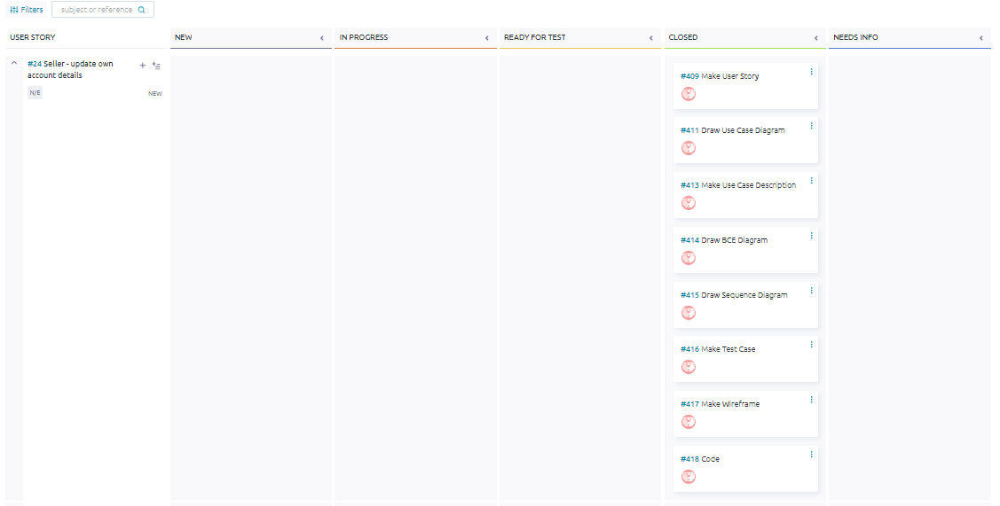 Filters
subject or reference
USER STORY
NEW
IN PROGRESS
READY FOR TEST
CLOSED
NEEDS INFO
#24 Seller - update own
account details
N/E
NEW
#409 Make User Story
#411 Draw Use Case Diagram
#413 Make Use Case Description
#414 Draw BCE Diagram
#415 Draw Sequence Diagram
#416 Make Test Case
#417 Make Wireframe
#418 Code